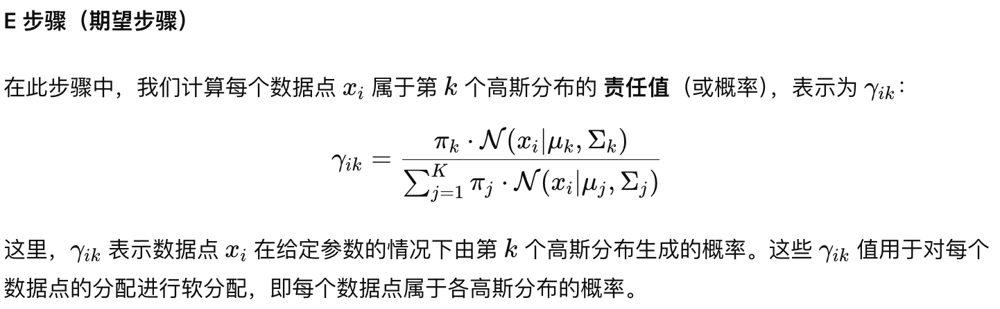 E 步骤（期望步骤）
在此步骤中，我们计算每个数据点 $x_i$ 属于第 $k$ 个高斯分布的 责任值（或概率），表示为 $\gamma_{ik}$：
$$\gamma_{ik} = \frac{\pi_k \cdot \mathcal{N}(x_i|\mu_k, \Sigma_k)}{\sum_{j=1}^{K} \pi_j \cdot \mathcal{N}(x_i|\mu_j, \Sigma_j)}$$
这里，$\gamma_{ik}$ 表示数据点 $x_i$ 在给定参数的情况下由第 $k$ 个高斯分布生成的概率。这些 $\gamma_{ik}$ 值用于对每个
数据点的分配进行软分配，即每个数据点属于各高斯分布的概率。